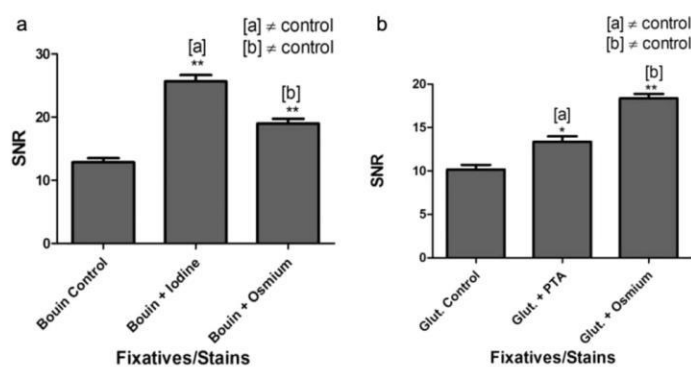 a
[a] ≠ control
[b] ≠ control
30
20
10
0
SNR
[a]
**
[b]
**
Bouin Control
Bouin + Iodine
Bouin + Osmium
Fixatives/Stains
b
[a] ≠ control
[b] ≠ control
20
15
10
5
0
SNR
[a]
*
[b]
**
Glut. Control
Glut. + PTA
Glut. + Osmium
Fixatives/Stains